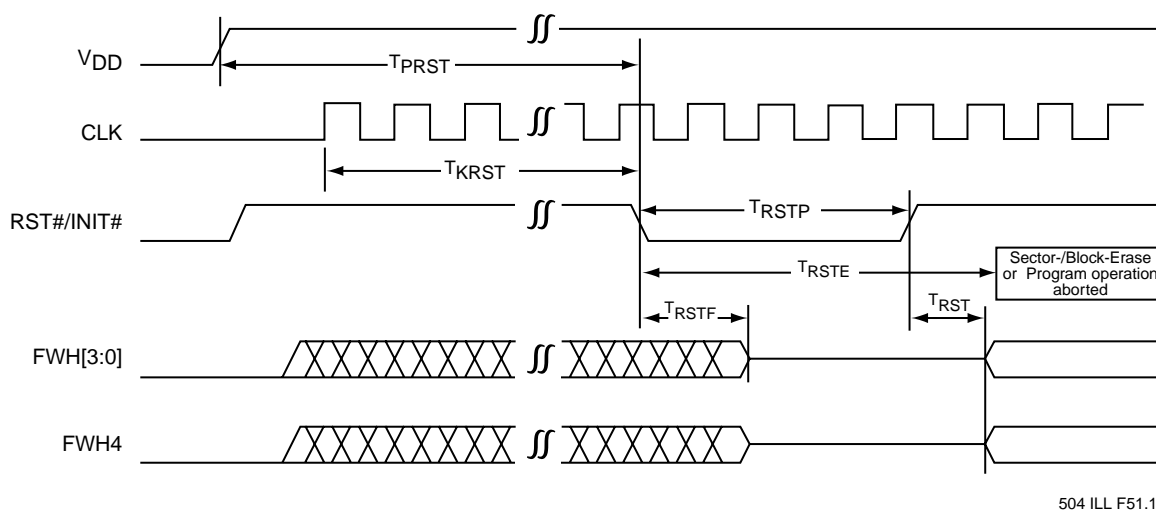 VDD
TPRST
CLK
TKRST
RST#/INIT#
TRSTP
TRSTE
Sector-/Block-Erase
or Program operation
aborted
TRSTF
TRST
FWH[3:0]
FWH4
504 ILL F51.1